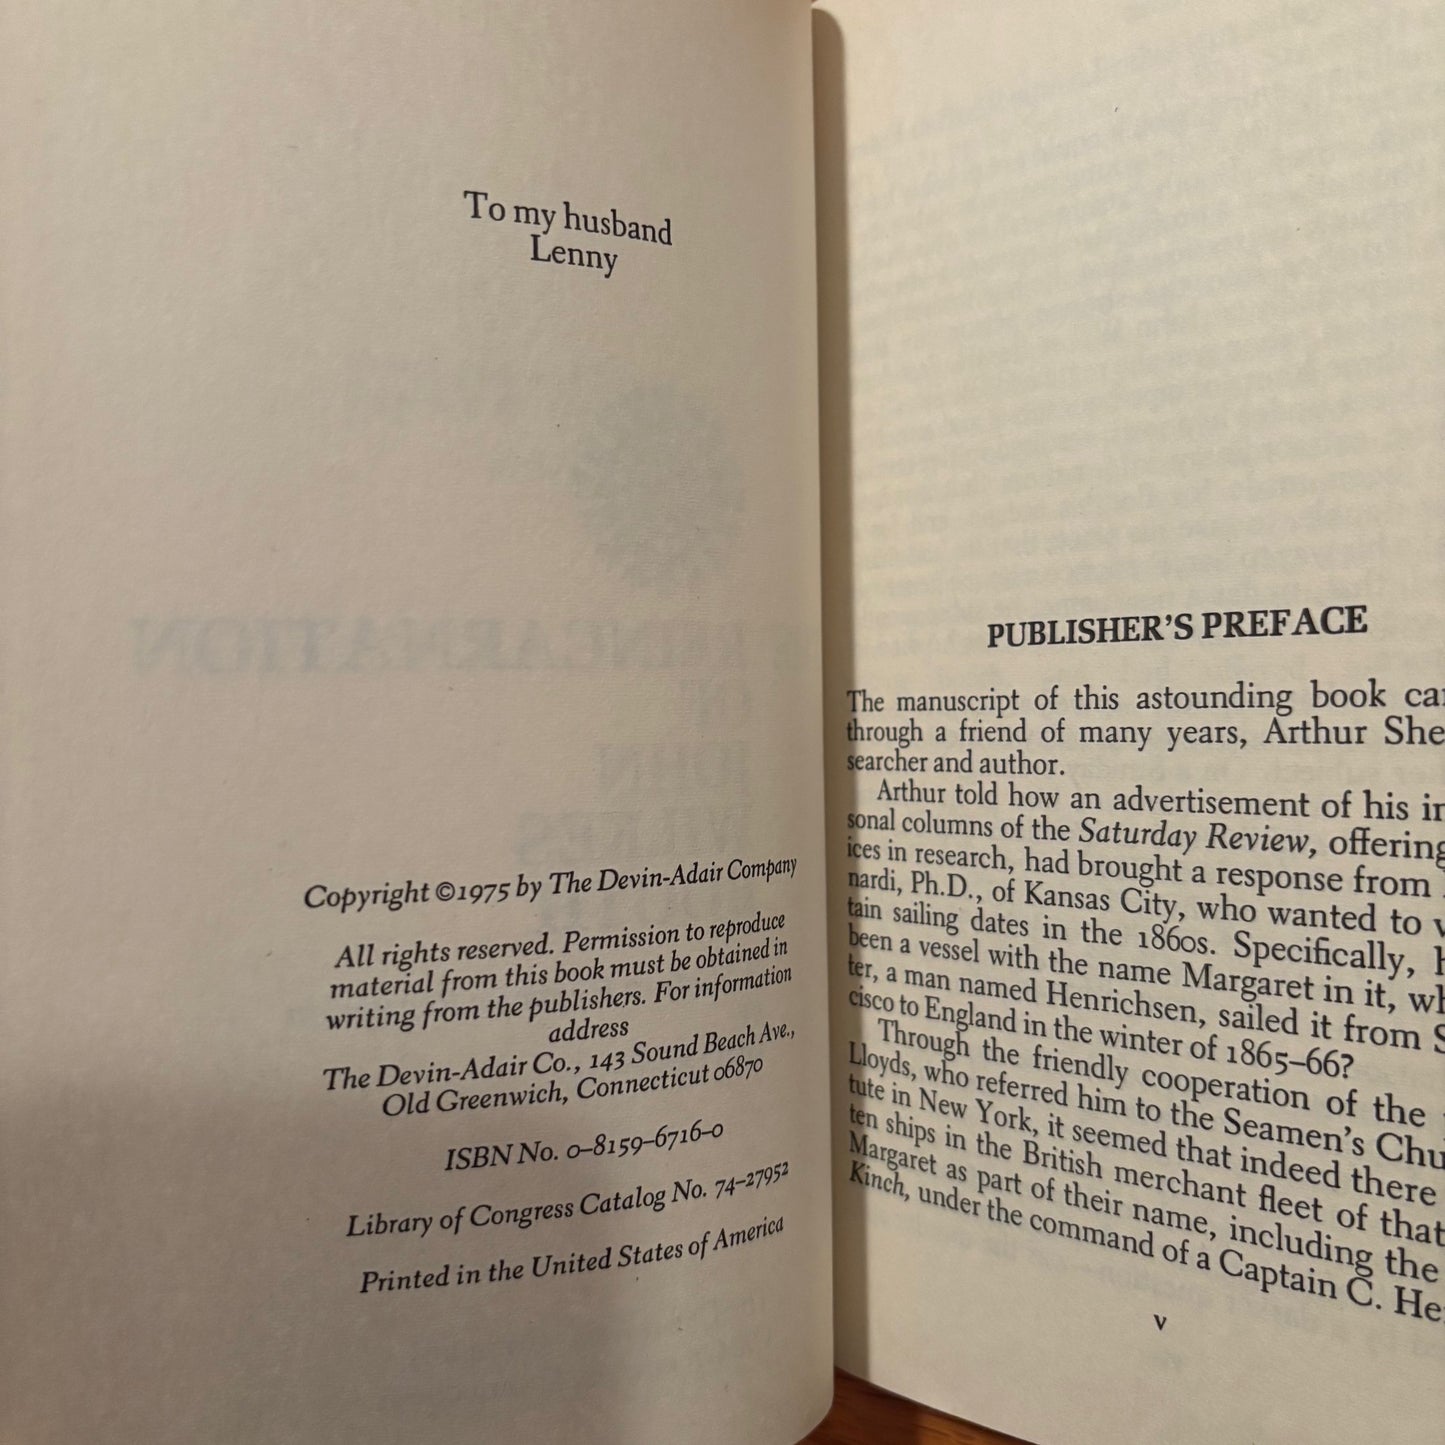 To my husband
Lenny
Copyright ©1975 by The Devin-Adair Company
All rights reserved. Permission to reproduce
material from this book must be obtained in
writing from the publishers. For information
address
The Devin-Adair Co., 143 Sound Beach Ave.,
Old Greenwich, Connecticut 06870
ISBN No. 0–8159–6716–0
Library of Congress Catalog No. 74–27952
Printed in the United States of America
PUBLISHER'S PREFACE
The manuscript of this astounding book
through a friend of many years, Arthur
searcher and author.
Arthur told how an advertisement of his
sonal columns of the Saturday Review, offering
ices in research, had brought a response from
nardi, Ph.D., of Kansas City, who wanted to
tain sailing dates in the 1860s. Specifically,
been a vessel with the name Margaret in it,
ter, a man named Henrichsen, sailed it from
cisco to England in the winter of 1865–66?
Through the friendly cooperation of the
Lloyds, who referred him to the Seamen's
tute in New York, it seemed that indeed there
ten ships in the British merchant fleet of that
Margaret as part of their name, including the
Kinch, under the command of a Captain C.
v